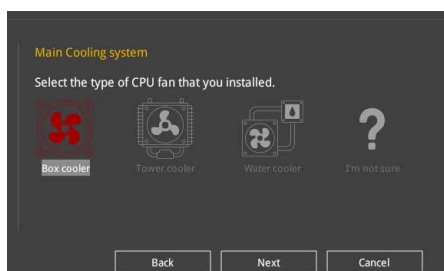 Main Cooling system
Select the type of CPU fan that you installed.
Box cooler
Tower cooler
Water cooler
I'm not sure
Back
Next
Cancel